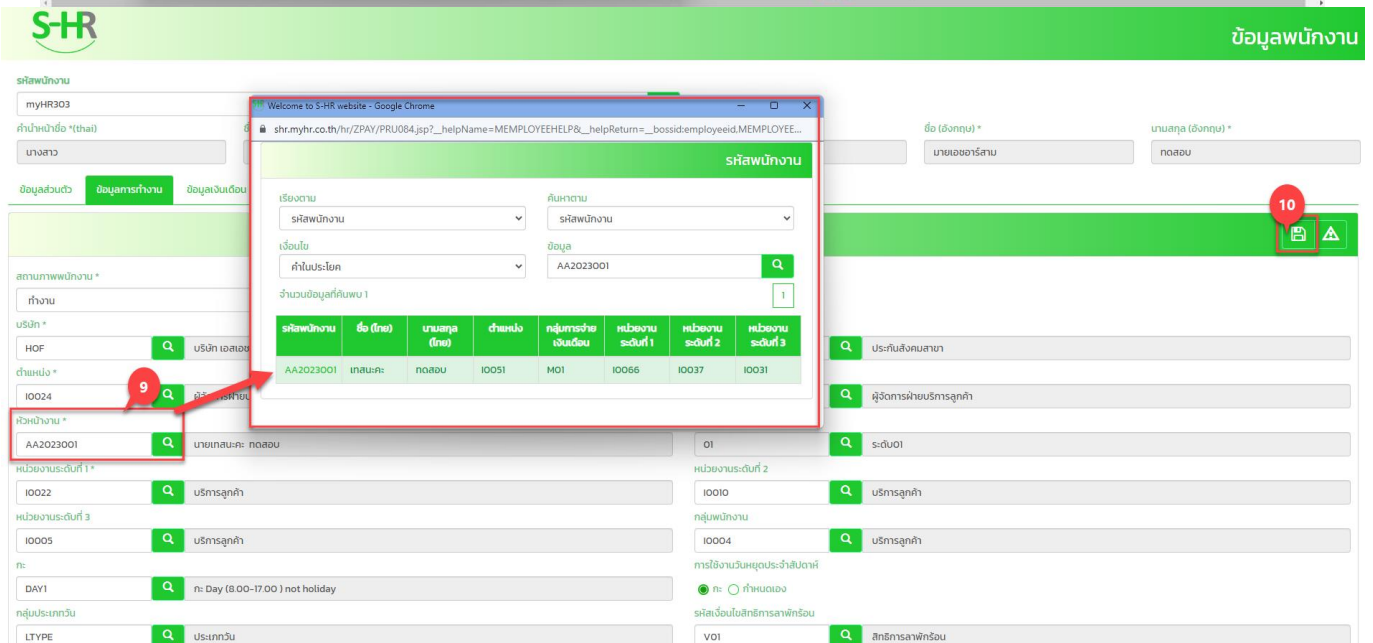 S-HR
ข้อมูลพนักงาน
รหัสพนักงาน
myHR303
คำนำหน้าชื่อ *(thai)
ชื่อ (อังกฤษ) *
นามสกุล (อังกฤษ) *
นางสาว
มายเอชอาร์สาม
ทดสอบ
ข้อมูลส่วนตัว
ข้อมูลการทำงาน
ข้อมูลเงินเดือน
Welcome to S-HR website - Google Chrome
shr.myhr.co.th/hr/ZPAY/PRU084.jsp?_helpName=MEMPLOYEEHELP&_helpReturn=__bossid:employeeid.MEMPLOYEE...
รหัสพนักงาน
เรียงตาม
ค้นหาตาม
รหัสพนักงาน
รหัสพนักงาน
เงื่อนไข
ข้อมูล
คำในประโยค
AA2023001
จำนวนข้อมูลที่ค้นพบ 1
1
รหัสพนักงาน ชื่อ (ไทย) นามสกุล (ไทย) ตำแหน่ง กลุ่มการจ่ายเงินเดือน หน่วยงานระดับที่ 1 หน่วยงานระดับที่ 2 หน่วยงานระดับที่ 3
AA2023001 เทสนะคะ ทดสอบ I0051 M01 I0066 I0037 I0031
10
สถานภาพพนักงาน *
ทำงาน
บริษัท *
HOF
บริษัท เอสเอช
ประกันสังคมสาขา
ตำแหน่ง *
9
I0024
ผู้จัดการฝ่ายบริการลูกค้า
หัวหน้างาน *
AA2023001
นายเทสนะคะ ทดสอบ
01
ระดับ01
หน่วยงานระดับที่ 1 *
หน่วยงานระดับที่ 2
I0022
บริการลูกค้า
I0010
บริการลูกค้า
หน่วยงานระดับที่ 3
กลุ่มพนักงาน
I0005
บริการลูกค้า
I0004
บริการลูกค้า
กะ
การใช้งานวันหยุดประจำสัปดาห์
DAY1
กะ Day (8.00-17.00 ) not holiday
กะ
กำหนดเอง
กลุ่มประเภทวัน
รหัสเงื่อนไขสิทธิการลาพักร้อน
LTYPE
ประเภทวัน
V01
สิทธิการลาพักร้อน